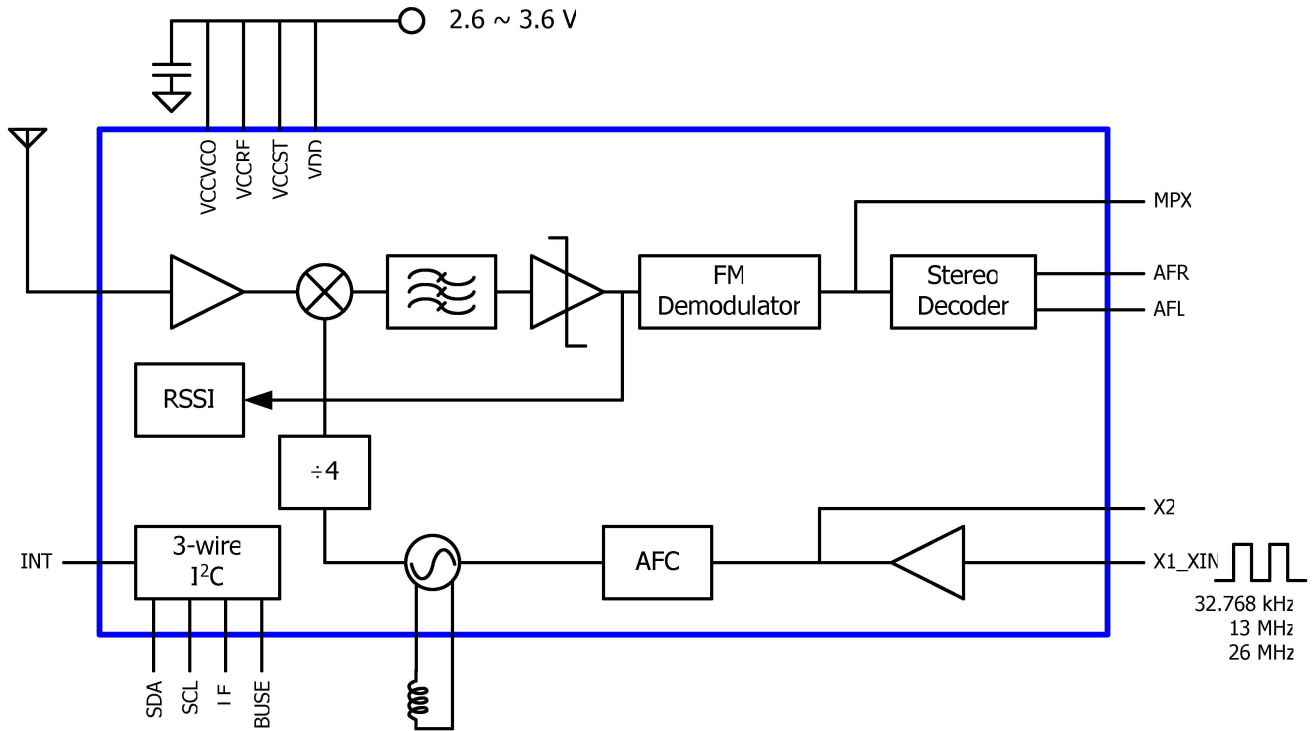 2.6 ~ 3.6 V
VCCVCO
VCCRF
VCCST
VDD
MPX
FM
Demodulator
Stereo
Decoder
AFR
AFL
RSSI
÷4
X2
3-wire
I²C
INT
AFC
X1_XIN
32.768 kHz
13 MHz
26 MHz
SDA
SCL
I F
BUSE